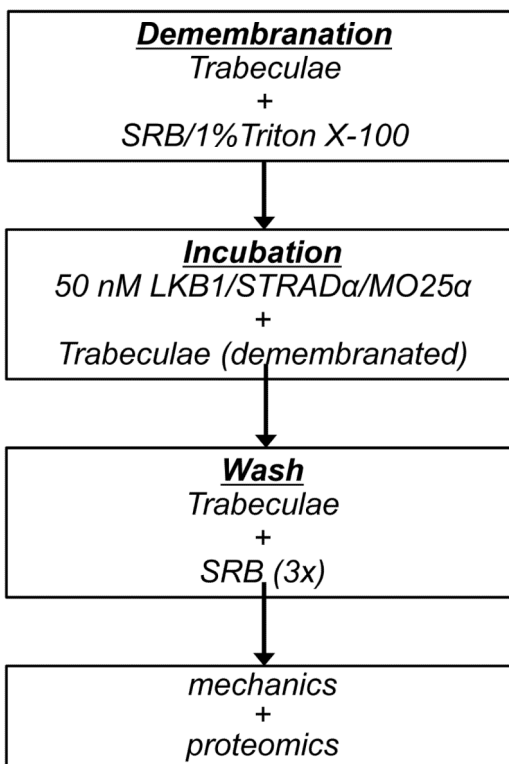 Demembranation
Trabeculae
+
SRB/1%Triton X-100
Incubation
50 nM LKB1/STRADα/MO25α
+
Trabeculae (demembranated)
Wash
Trabeculae
+
SRB (3x)
mechanics
+
proteomics